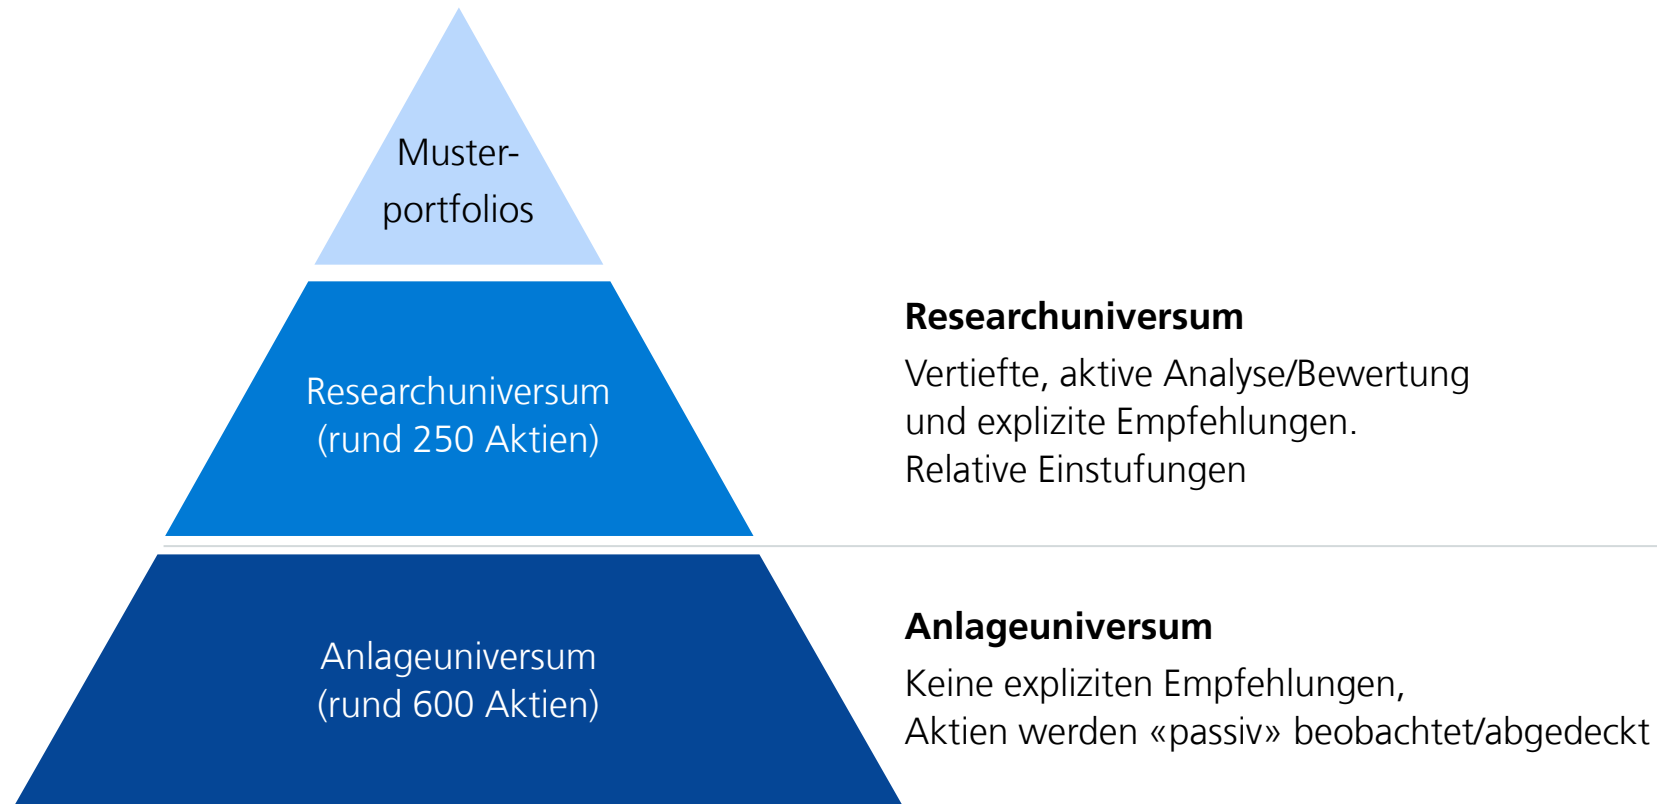 Muster-
portfolios
Researchuniversum
(rund 250 Aktien)
Researchuniversum
Vertiefte, aktive Analyse/Bewertung
und explizite Empfehlungen.
Relative Einstufungen
Anlageuniversum
(rund 600 Aktien)
Anlageuniversum
Keine expliziten Empfehlungen,
Aktien werden «passiv» beobachtet/abgedeckt